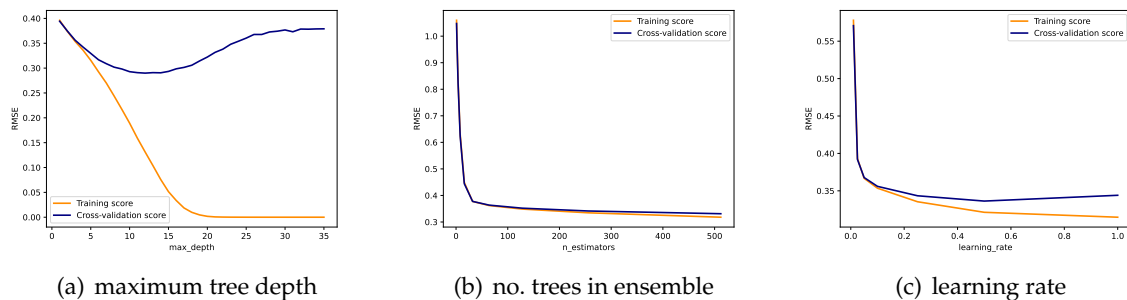 0.40
0.35
0.30
0.25
0.20
0.15
0.10
0.05
0.00
RMSE
Training score
Cross-validation score
0 5 10 15 20 25 30 35
max_depth
(a) maximum tree depth
1.0
0.9
0.8
0.7
0.6
0.5
0.4
0.3
RMSE
Training score
Cross-validation score
0 100 200 300 400 500
n_estimators
(b) no. trees in ensemble
0.55
0.50
0.45
0.40
0.35
RMSE
Training score
Cross-validation score
0.0 0.2 0.4 0.6 0.8 1.0
learning_rate
(c) learning rate